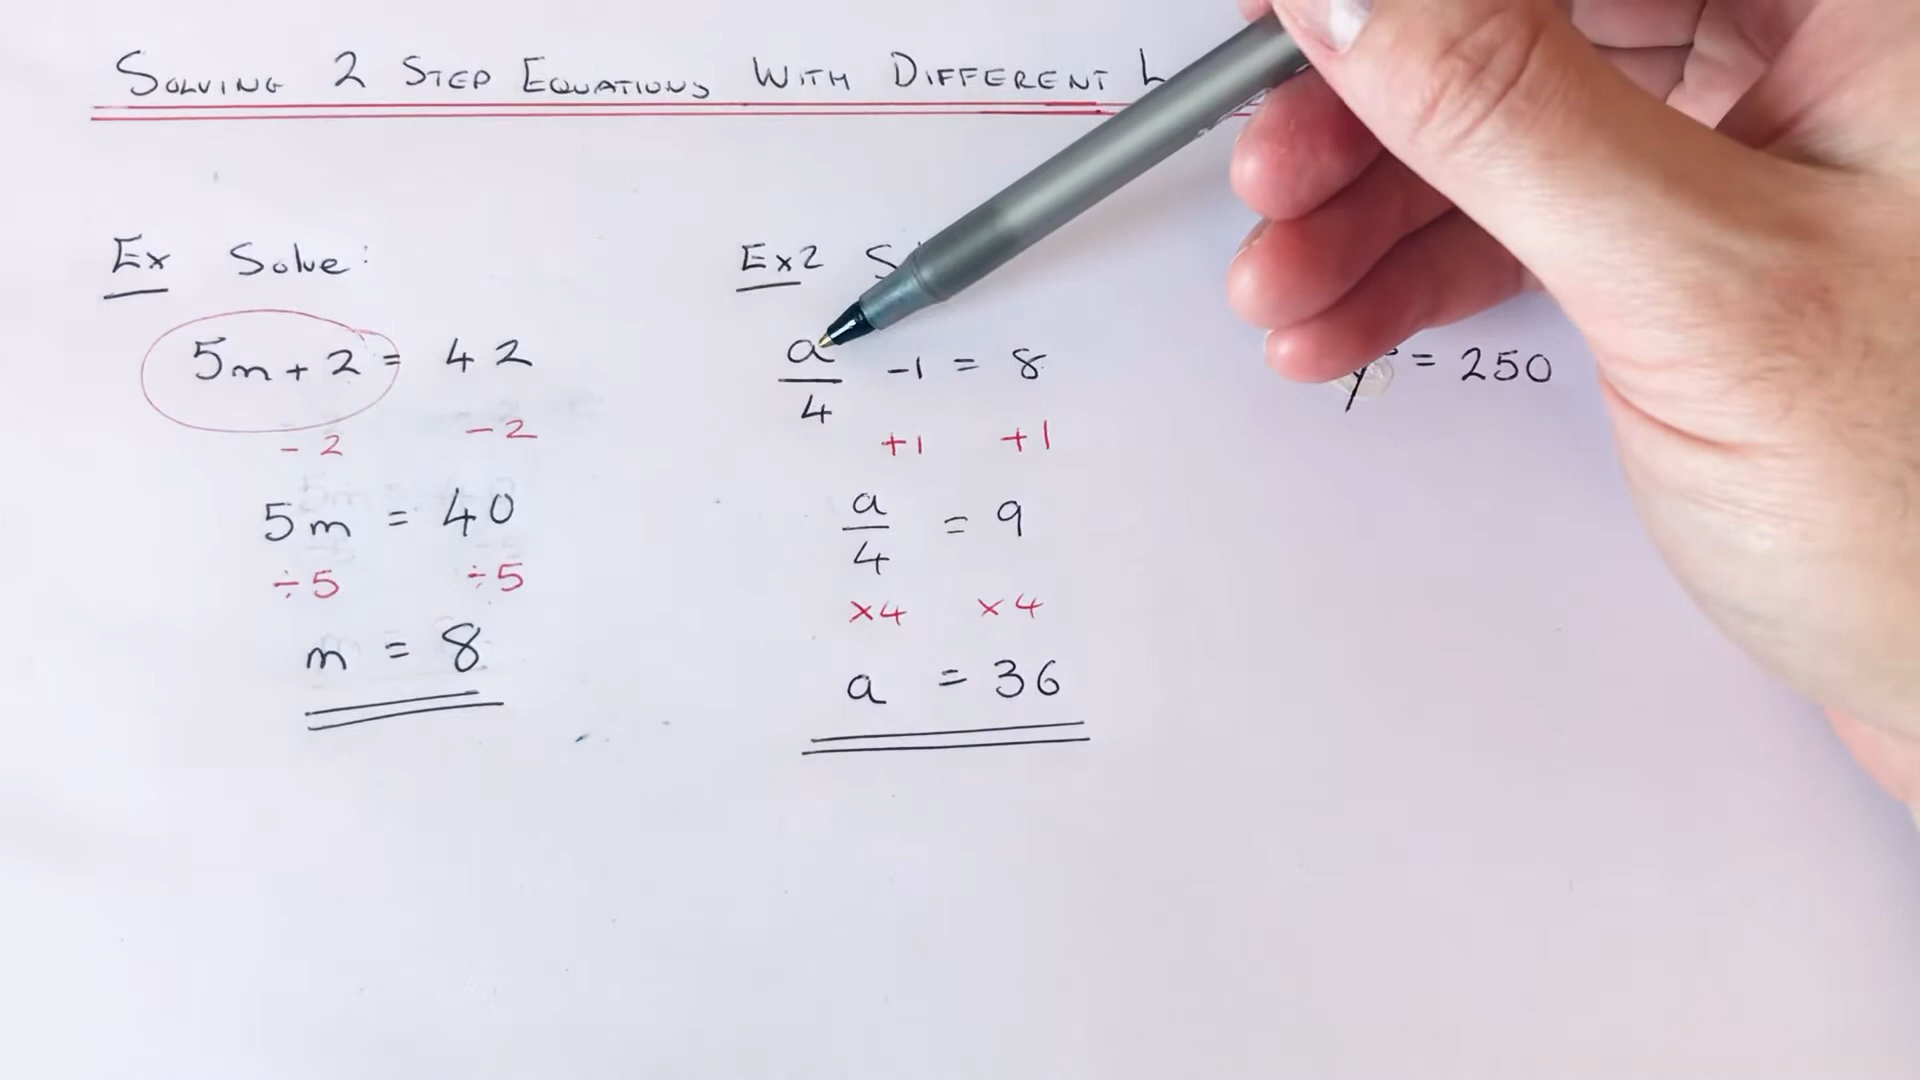 SOLVING 2 STEP EQUATIONS WITH DIFFERENT
Ex Solve:
5m + 2 = 42
- 2 - 2
5m = 40
÷5 ÷5
m = 8
Ex2
a/4 -1 = 8
+1 +1
a/4 = 9
×4 ×4
a = 36
= 250